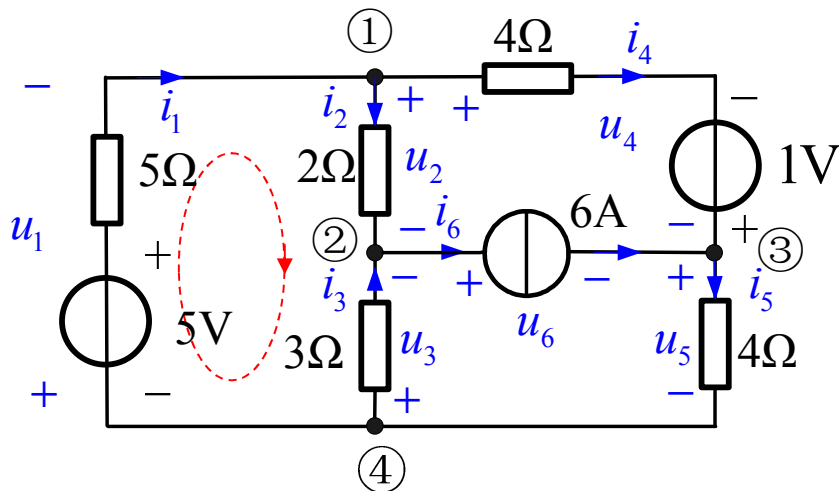 ①
4Ω
i₄
−
i₁
i₂
+
+
−
5Ω
2Ω
u₂
u₄
1V
u₁
+
②
−
i₆
6A
−
+
③
i₃
−
+
−
+
i₅
5V
3Ω
u₃
u₆
u₅
4Ω
+
−
+
−
④